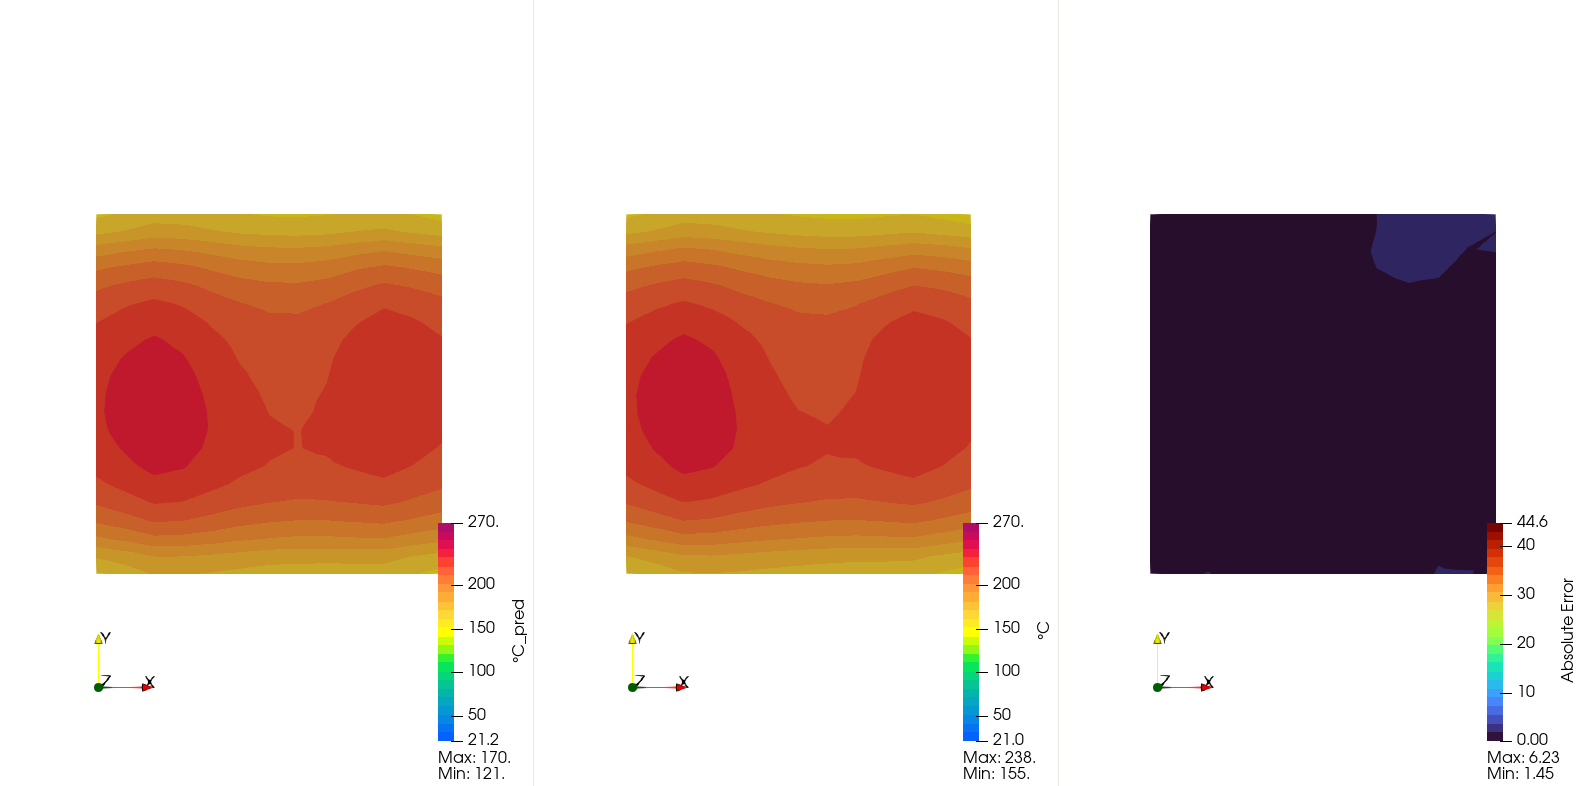 270.
200
150
100
50
21.2
°C_pred
Max: 170.
Min: 121.
Y
Z
X
270.
200
150
100
50
21.0
°C
Max: 238.
Min: 155.
Y
Z
X
44.6
40
30
20
10
0.00
Absolute Error
Max: 6.23
Min: 1.45
Y
Z
X